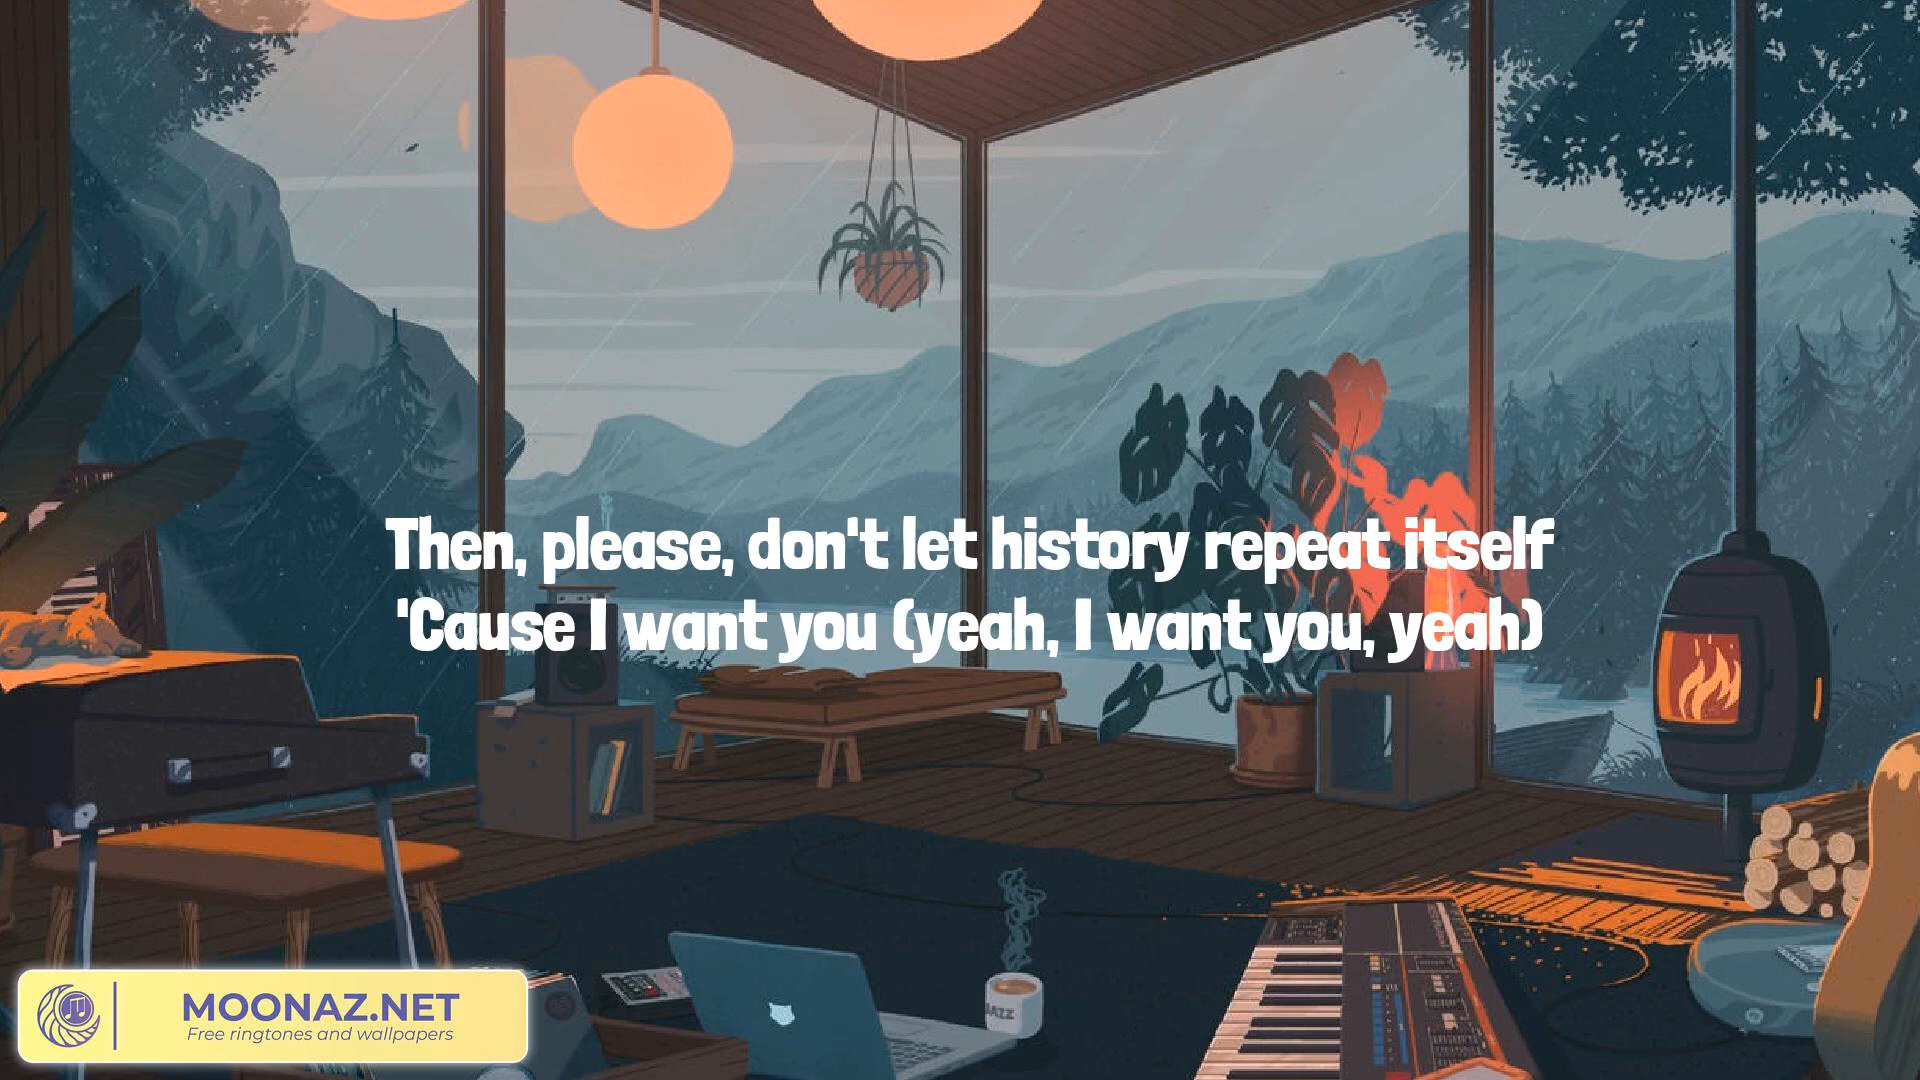 Then, please, don't let history repeat itself
'Cause I want you (yeah, I want you, yeah)
JAZZ
MOONAZ.NET
Free ringtones and wallpapers